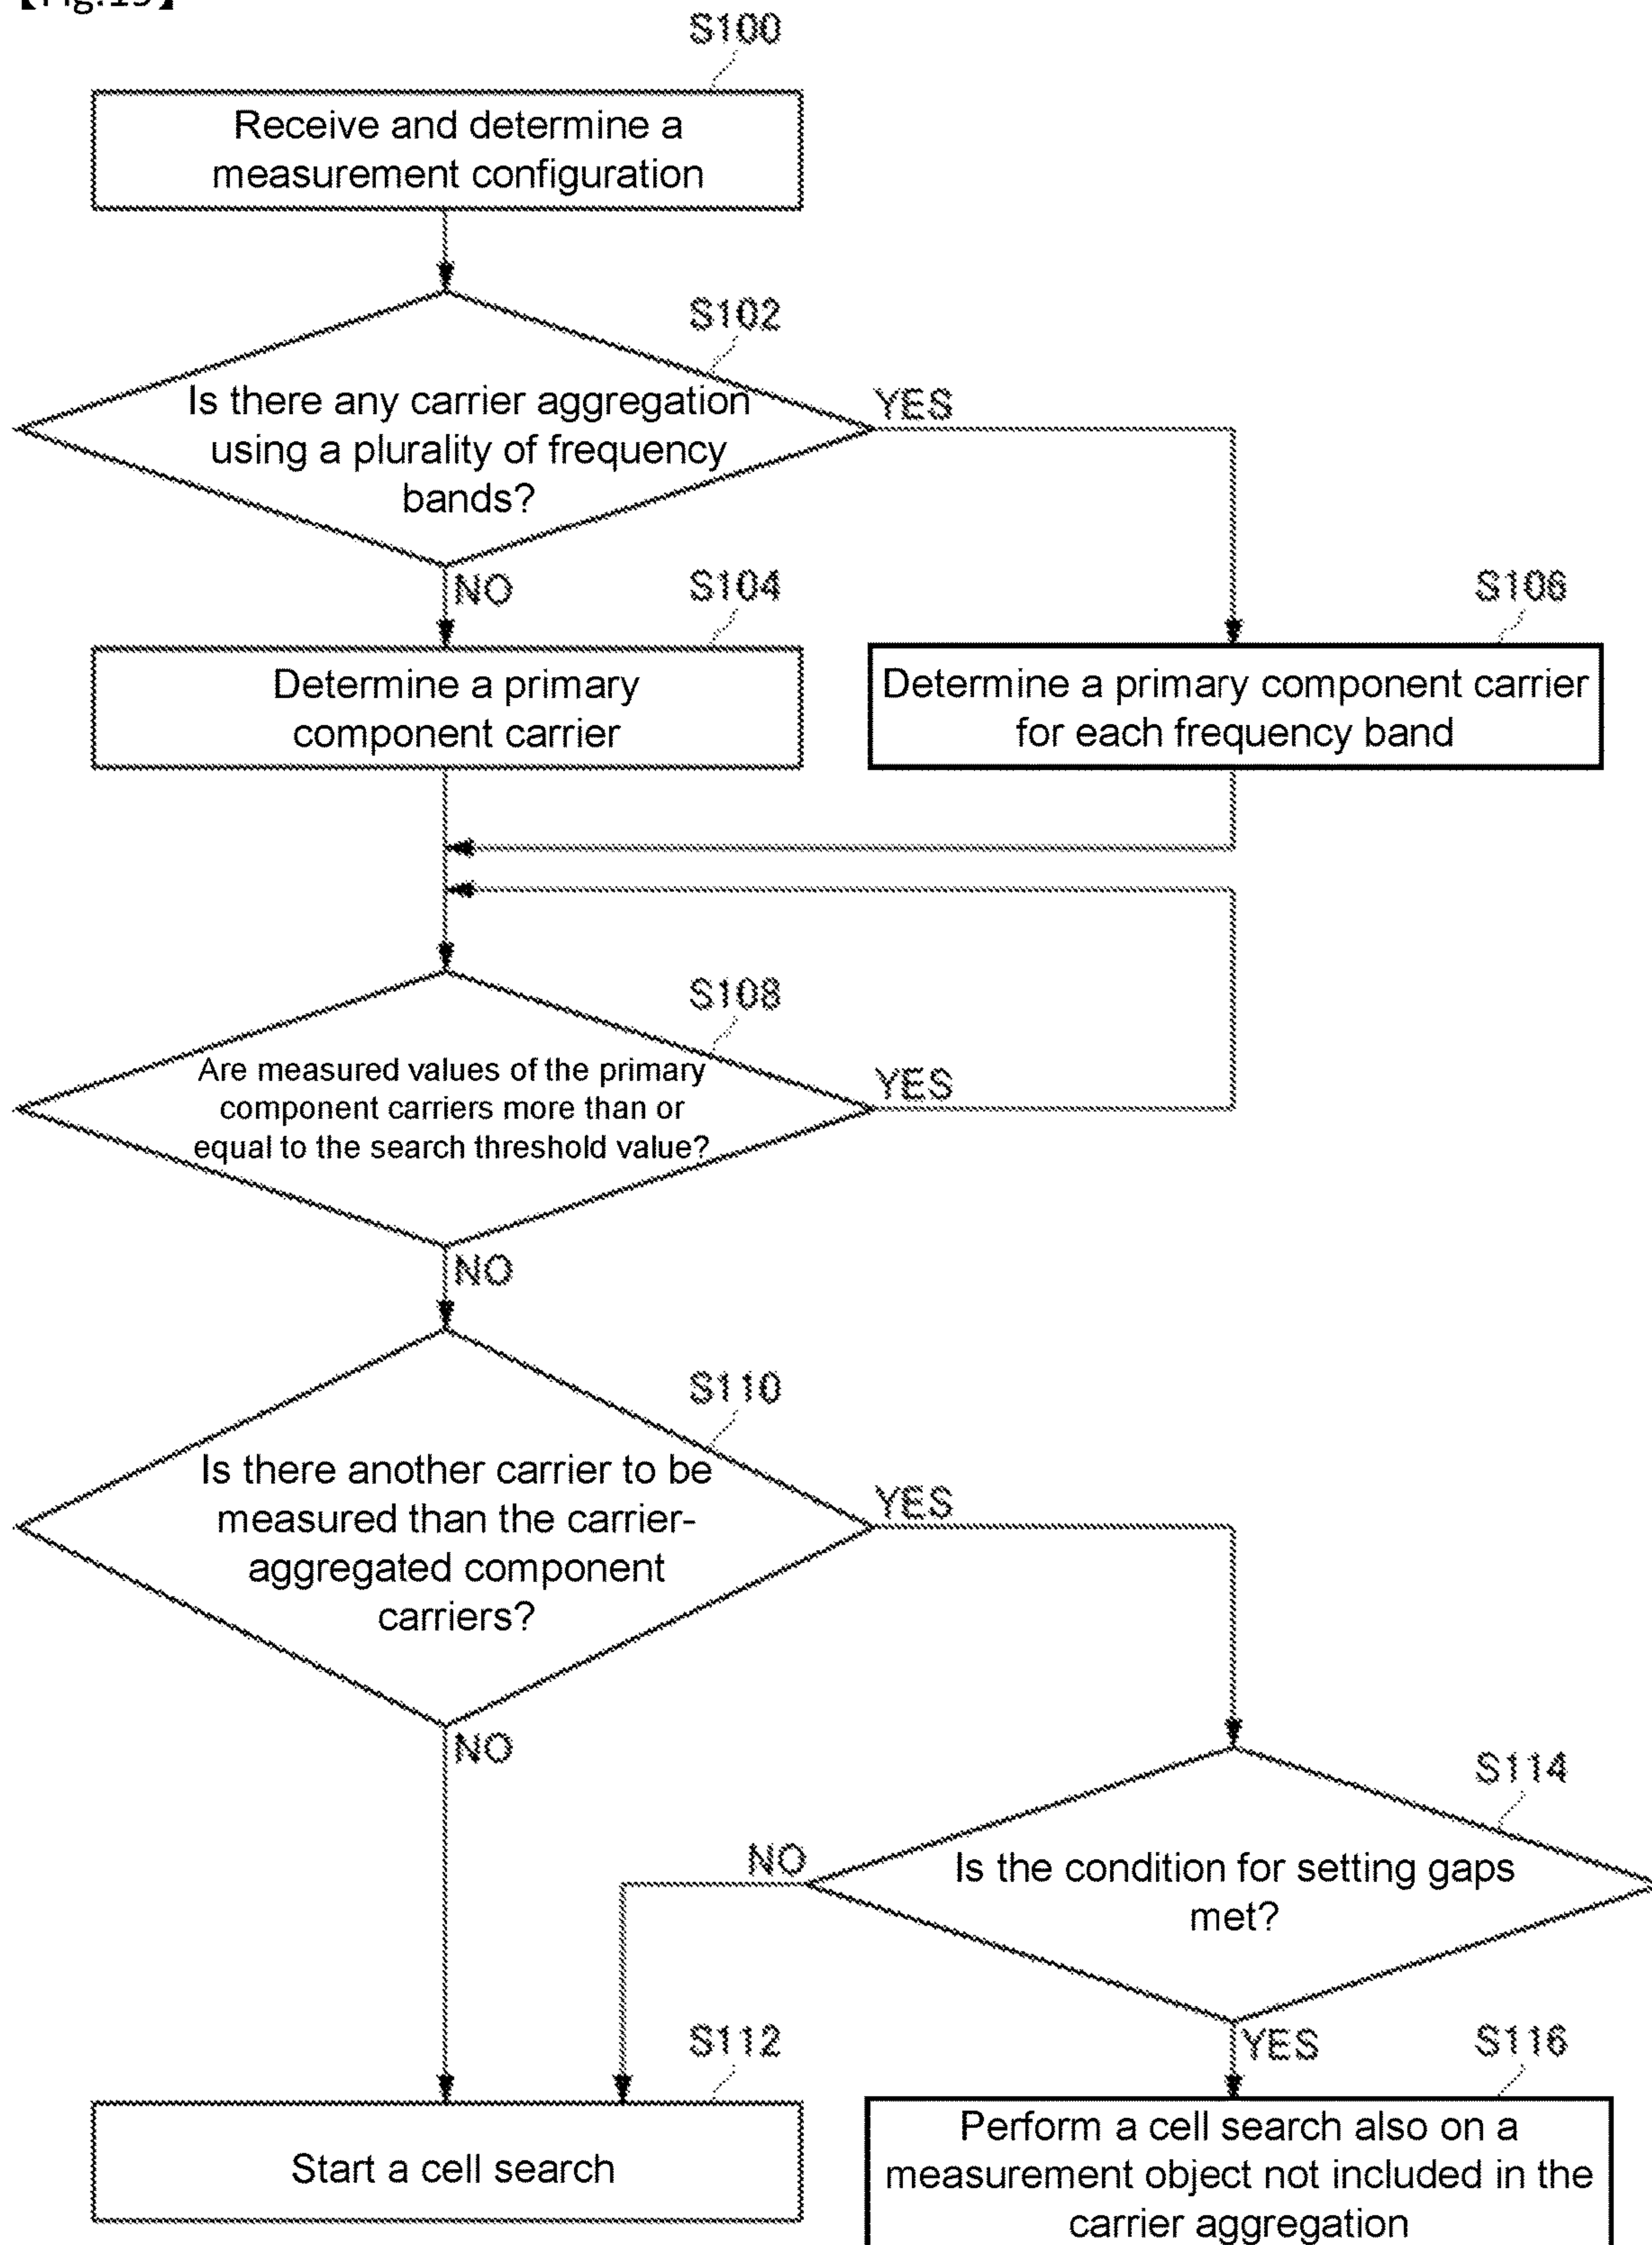 【Fig.19】
S100
Receive and determine a
measurement configuration
S102
Is there any carrier aggregation
using a plurality of frequency
bands?
YES
NO
S104
S106
Determine a primary
component carrier
Determine a primary component carrier
for each frequency band
S108
Are measured values of the primary
component carriers more than or
equal to the search threshold value?
YES
NO
S110
Is there another carrier to be
measured than the carrier-
aggregated component
carriers?
YES
NO
S114
Is the condition for setting gaps
met?
NO
YES
S112
S116
Start a cell search
Perform a cell search also on a
measurement object not included in the
carrier aggregation